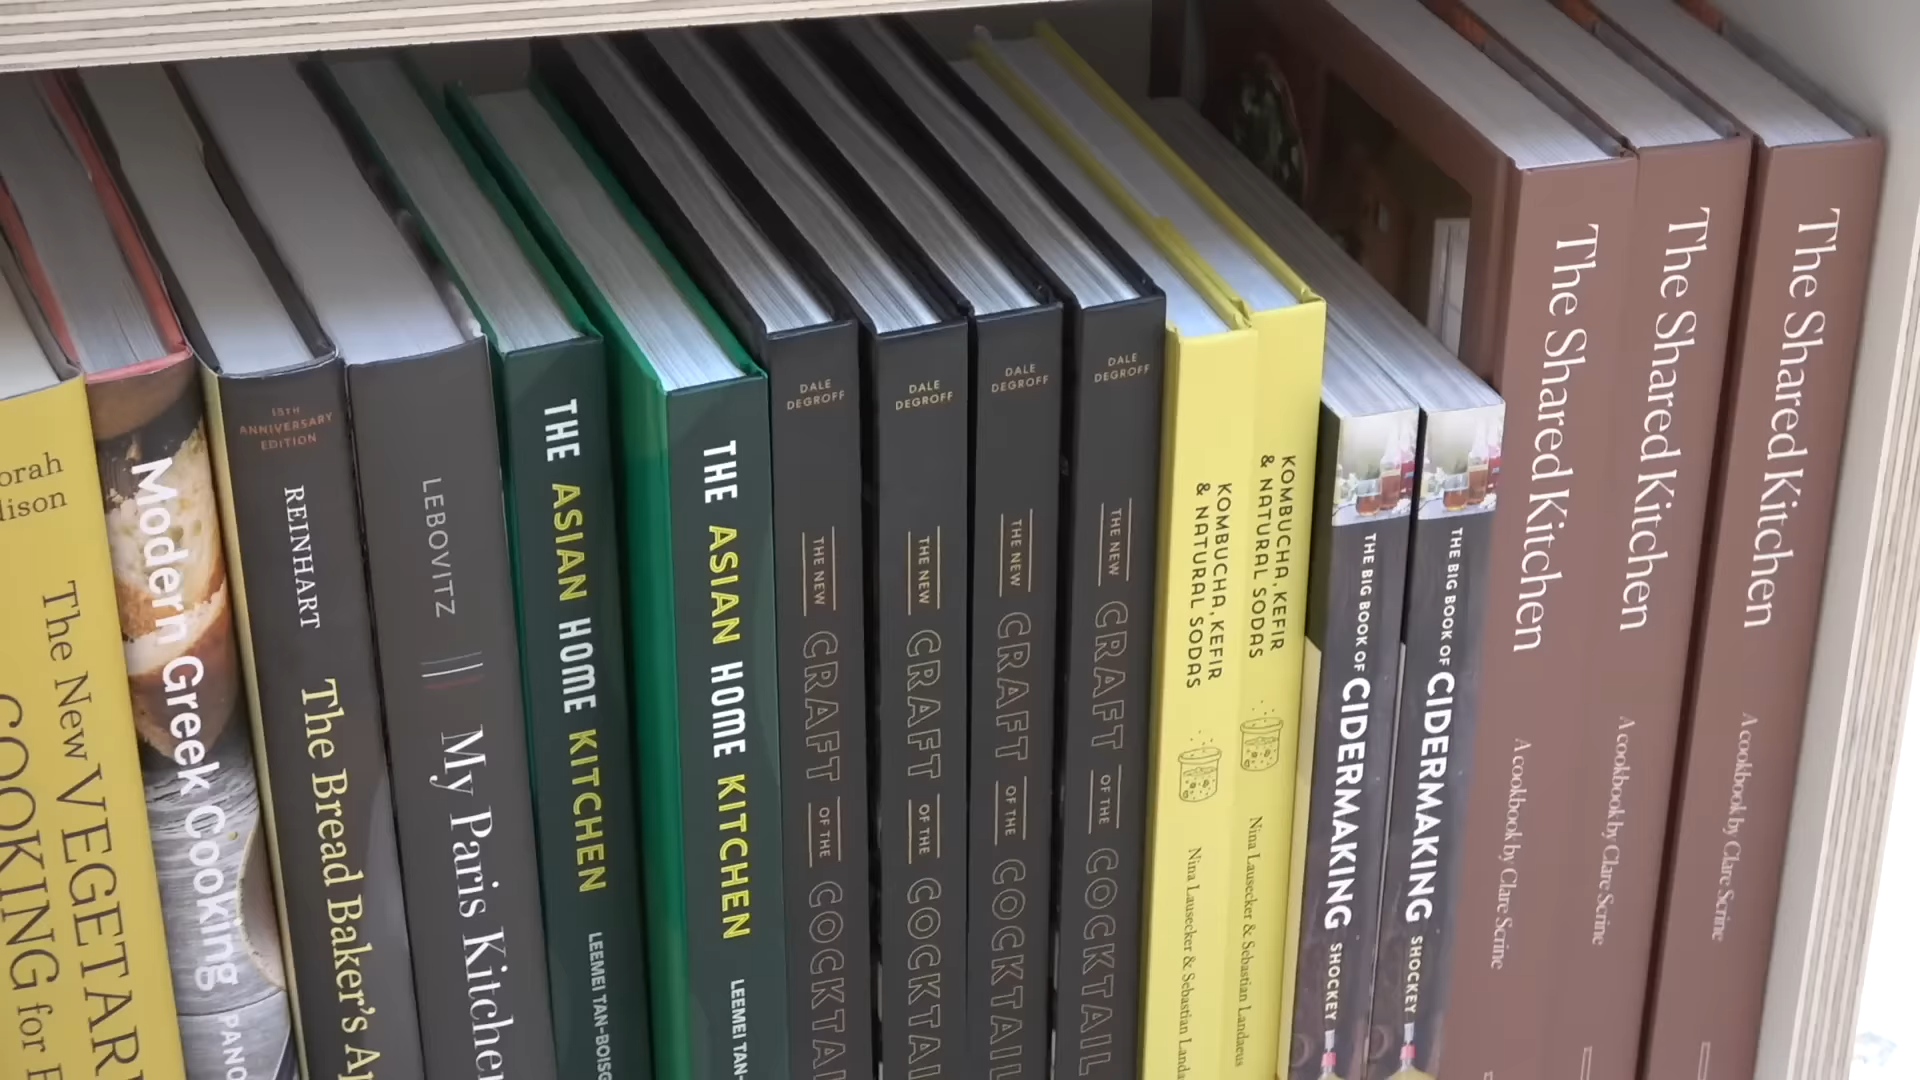 orah
lison
The New VEGETAR
COOKING for E
Modern Greek Cooking PANO
15TH
ANNIVERSARY
EDITION
REINHART The Bread Baker's Ap
LEBOVITZ My Paris Kitchen
THE ASIAN HOME KITCHEN LEEMEI TAN-BOISG
THE ASIAN HOME KITCHEN LEEMEI TAN-
DALE
DEGROFF
THE NEW CRAFT OF THE COCKTAI
DALE
DEGROFF
THE NEW CRAFT OF THE COCKTAI
DALE
DEGROFF
THE NEW CRAFT OF THE COCKTAIL
DALE
DEGROFF
THE NEW CRAFT OF THE COCKTAIL
KOMBUCHA, KEFIR
& NATURAL SODAS
Nina Lausecker & Sebastian Landa
KOMBUCHA, KEFIR
& NATURAL SODAS
Nina Lausecker & Sebastian Landaeus
THE BIG BOOK OF CIDERMAKING SHOCKEY
THE BIG BOOK OF CIDERMAKING SHOCKEY
The Shared Kitchen A cookbook by Clare Scrine
The Shared Kitchen A cookbook by Clare Scrine
The Shared Kitchen A cookbook by Clare Scrine